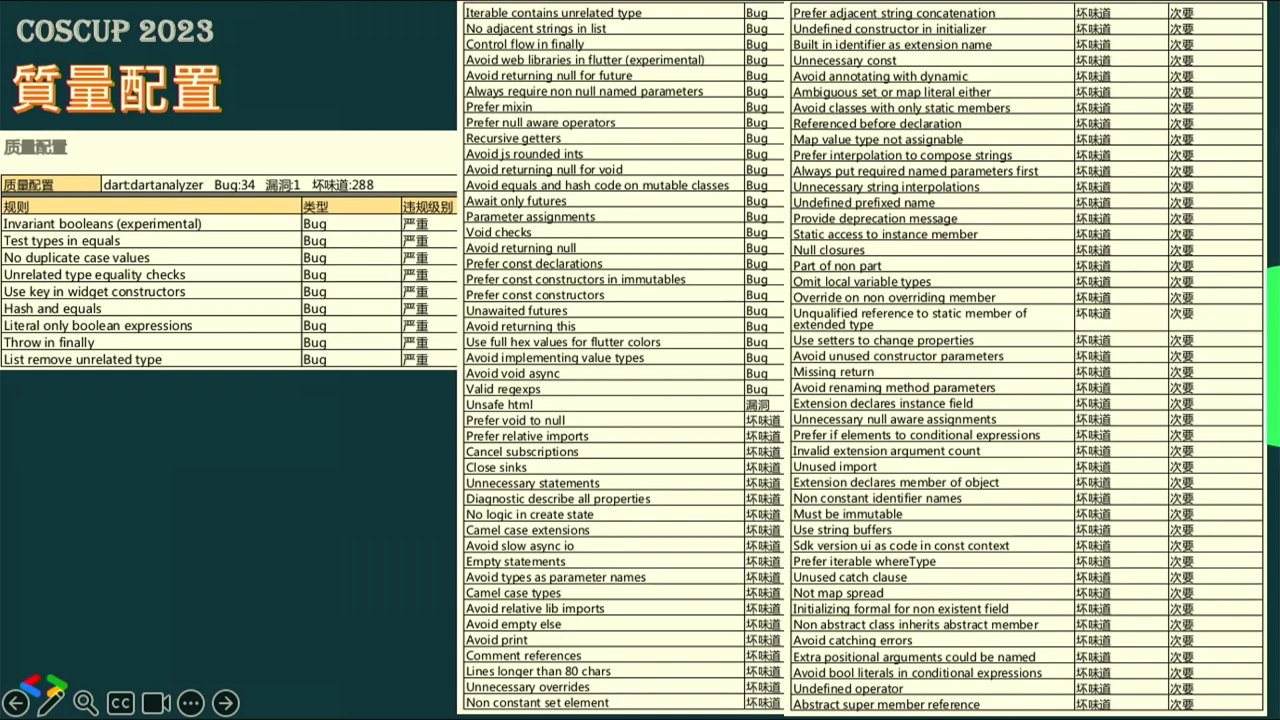 COSCUP 2023
質量配置
质量配置
质量配置 dart:dartanalyzer Bug:34 漏洞:1 坏味道:288
规则 类型 违规级别
Invariant booleans (experimental) Bug 严重
Test types in equals Bug 严重
No duplicate case values Bug 严重
Unrelated type equality checks Bug 严重
Use key in widget constructors Bug 严重
Hash and equals Bug 严重
Literal only boolean expressions Bug 严重
Throw in finally Bug 严重
List remove unrelated type Bug 严重
Iterable contains unrelated type Bug
No adjacent strings in list Bug
Control flow in finally Bug
Avoid web libraries in flutter (experimental) Bug
Avoid returning null for future Bug
Always require non null named parameters Bug
Prefer mixin Bug
Prefer null aware operators Bug
Recursive getters Bug
Avoid js rounded ints Bug
Avoid returning null for void Bug
Avoid equals and hash code on mutable classes Bug
Await only futures Bug
Parameter assignments Bug
Void checks Bug
Avoid returning null Bug
Prefer const declarations Bug
Prefer const constructors in immutables Bug
Prefer const constructors Bug
Unawaited futures Bug
Avoid returning this Bug
Use full hex values for flutter colors Bug
Avoid implementing value types Bug
Avoid void async Bug
Valid regexps Bug
Unsafe html 漏洞
Prefer void to null 坏味道
Prefer relative imports 坏味道
Cancel subscriptions 坏味道
Close sinks 坏味道
Unnecessary statements 坏味道
Diagnostic describe all properties 坏味道
No logic in create state 坏味道
Camel case extensions 坏味道
Avoid slow async io 坏味道
Empty statements 坏味道
Avoid types as parameter names 坏味道
Camel case types 坏味道
Avoid relative lib imports 坏味道
Avoid empty else 坏味道
Avoid print 坏味道
Comment references 坏味道
Lines longer than 80 chars 坏味道
Unnecessary overrides 坏味道
Non constant set element 坏味道
Prefer adjacent string concatenation 坏味道 次要
Undefined constructor in initializer 坏味道 次要
Built in identifier as extension name 坏味道 次要
Unnecessary const 坏味道 次要
Avoid annotating with dynamic 坏味道 次要
Ambiguous set or map literal either 坏味道 次要
Avoid classes with only static members 坏味道 次要
Referenced before declaration 坏味道 次要
Map value type not assignable 坏味道 次要
Prefer interpolation to compose strings 坏味道 次要
Always put required named parameters first 坏味道 次要
Unnecessary string interpolations 坏味道 次要
Undefined prefixed name 坏味道 次要
Provide deprecation message 坏味道 次要
Static access to instance member 坏味道 次要
Null closures 坏味道 次要
Part of non part 坏味道 次要
Omit local variable types 坏味道 次要
Override on non overriding member 坏味道 次要
Unqualified reference to static member of 坏味道 次要
extended type
Use setters to change properties 坏味道 次要
Avoid unused constructor parameters 坏味道 次要
Missing return 坏味道 次要
Avoid renaming method parameters 坏味道 次要
Extension declares instance field 坏味道 次要
Unnecessary null aware assignments 坏味道 次要
Prefer if elements to conditional expressions 坏味道 次要
Invalid extension argument count 坏味道 次要
Unused import 坏味道 次要
Extension declares member of object 坏味道 次要
Non constant identifier names 坏味道 次要
Must be immutable 坏味道 次要
Use string buffers 坏味道 次要
Sdk version ui as code in const context 坏味道 次要
Prefer iterable whereType 坏味道 次要
Unused catch clause 坏味道 次要
Not map spread 坏味道 次要
Initializing formal for non existent field 坏味道 次要
Non abstract class inherits abstract member 坏味道 次要
Avoid catching errors 坏味道 次要
Extra positional arguments could be named 坏味道 次要
Avoid bool literals in conditional expressions 坏味道 次要
Undefined operator 坏味道 次要
Abstract super member reference 坏味道 次要
CC